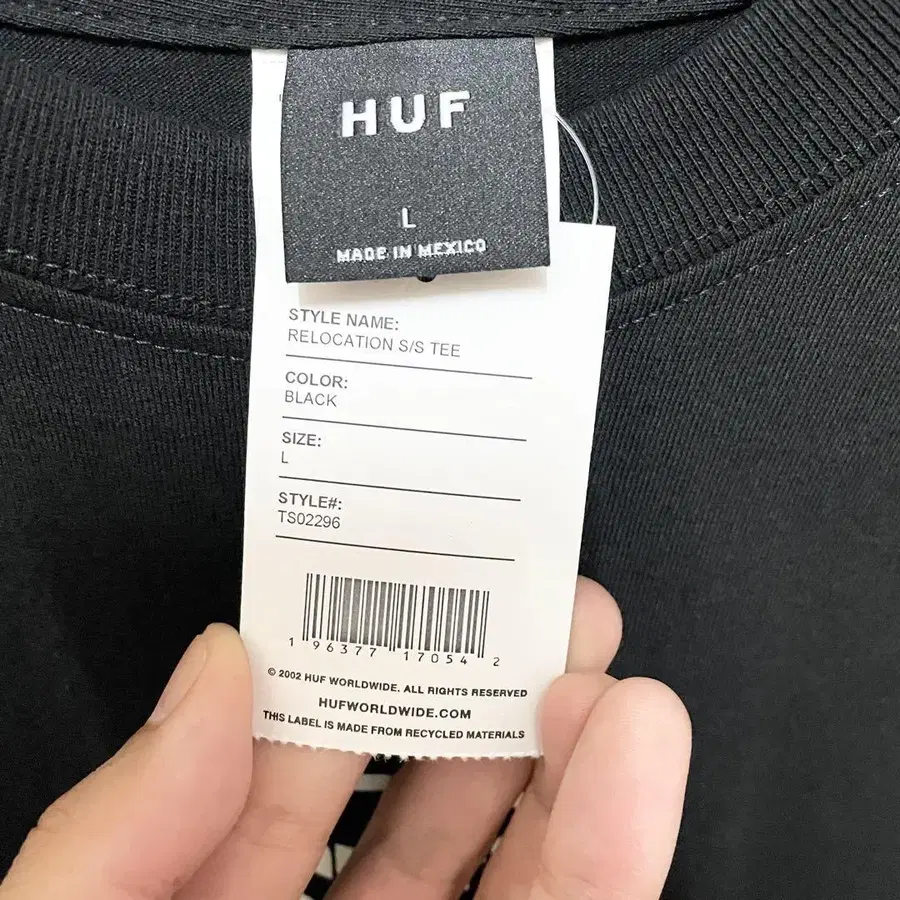 HUF
L
MADE IN MEXICO
STYLE NAME:
RELOCATION S/S TEE
COLOR:
BLACK
SIZE:
L
STYLE#:
TS02296
1 96377 17054 2
© 2002 HUF WORLDWIDE. ALL RIGHTS RESERVED
HUFWORLDWIDE.COM
THIS LABEL IS MADE FROM RECYCLED MATERIALS